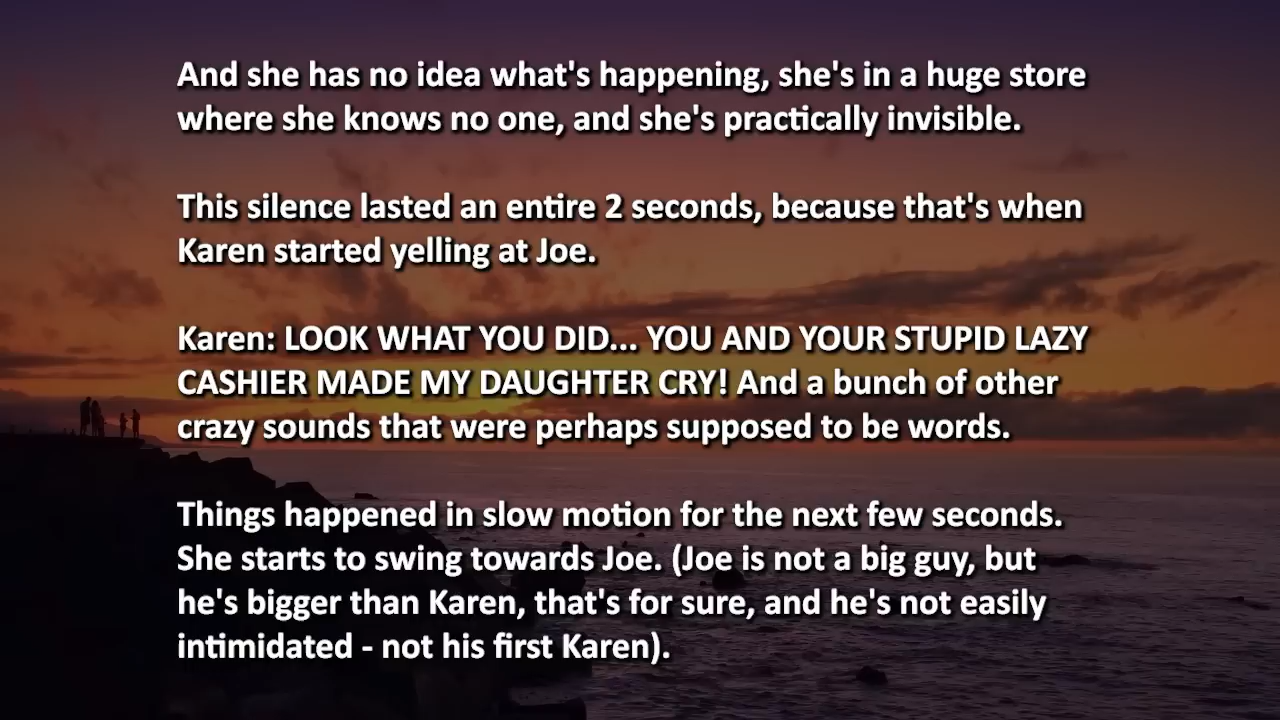 And she has no idea what's happening, she's in a huge store
where she knows no one, and she's practically invisible.
This silence lasted an entire 2 seconds, because that's when
Karen started yelling at Joe.
Karen: LOOK WHAT YOU DID... YOU AND YOUR STUPID LAZY
CASHIER MADE MY DAUGHTER CRY! And a bunch of other
crazy sounds that were perhaps supposed to be words.
Things happened in slow motion for the next few seconds.
She starts to swing towards Joe. (Joe is not a big guy, but
he's bigger than Karen, that's for sure, and he's not easily
intimidated - not his first Karen).